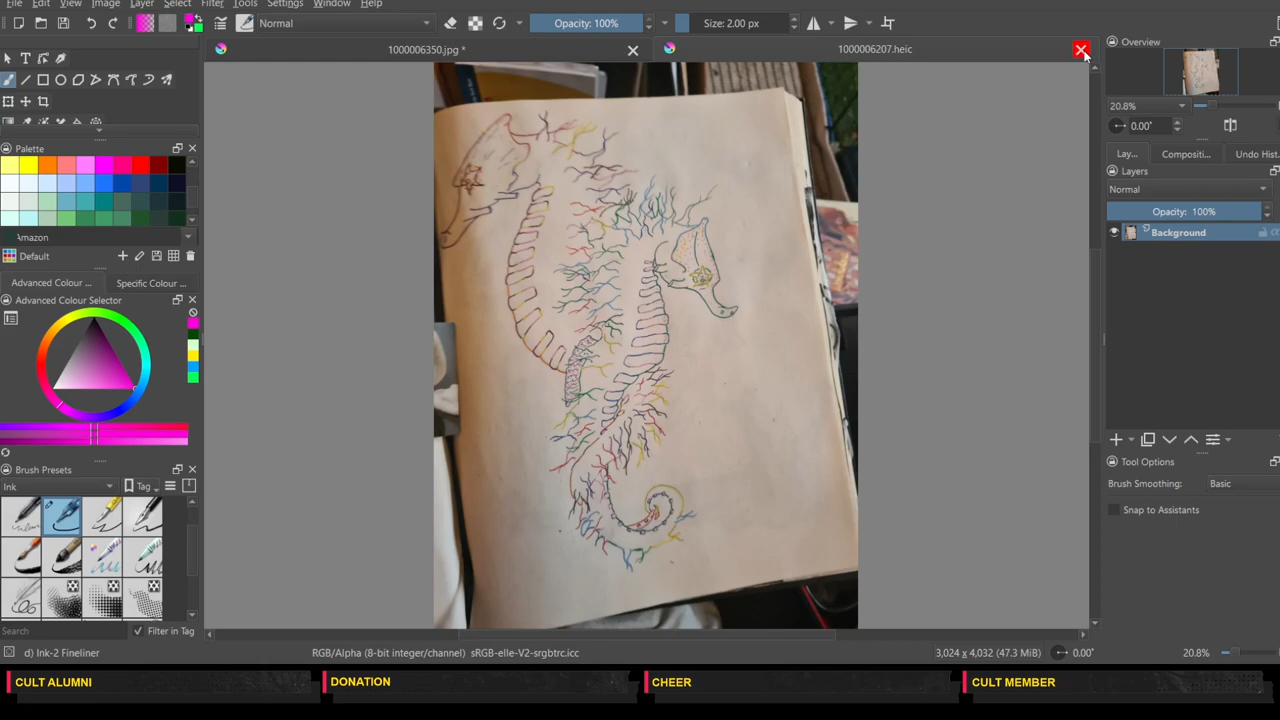 File Edit View Image Layer Select Filter Tools Settings Window Help
Normal
Opacity: 100%
Size: 2.00 px
1000006350.jpg *
1000006207.heic
Overview
20.8%
0.00°
Palette
Amazon
Default
Advanced Colour ...
Specific Colour ...
Advanced Colour Selector
Brush Presets
Ink
Tag
Search
Filter in Tag
Lay...
Compositi...
Undo Hist
Layers
Normal
Opacity: 100%
Background
Tool Options
Brush Smoothing:
Basic
Snap to Assistants
d) Ink-2 Fineliner
RGB/Alpha (8-bit integer/channel) sRGB-elle-V2-srgbtrc.icc
3,024 x 4,032 (47.3 MiB)
0.00°
20.8%
CULT ALUMNI
DONATION
CHEER
CULT MEMBER